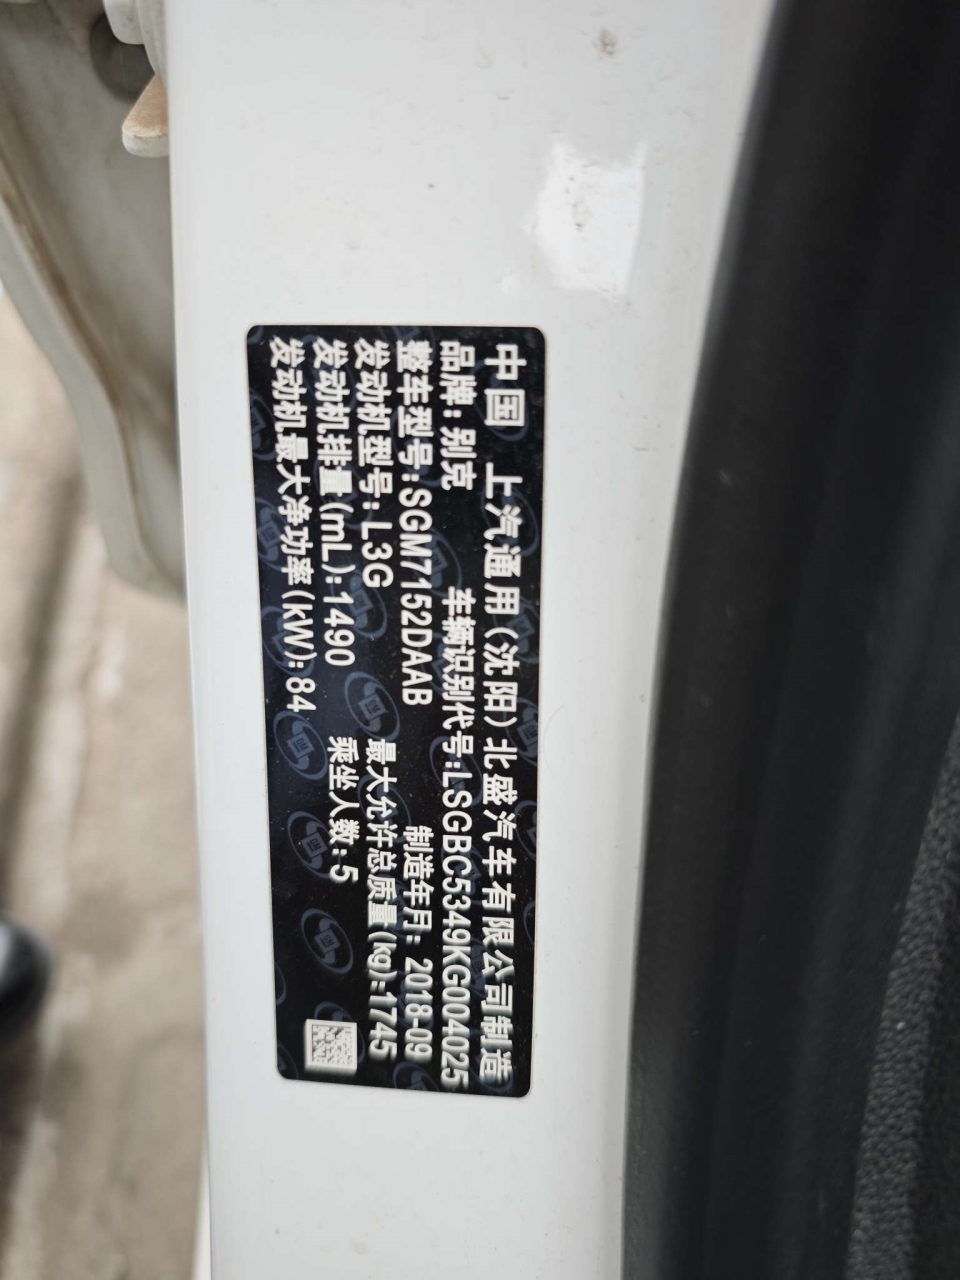 中国 上汽通用(沈阳)北盛汽车有限公司制造
品牌:别克 车辆识别代号:LSGBC5349KG004025
整车型号:SGM7152DAAB 制造年月:2018-09
发动机型号:L3G 最大允许总质量(kg):1745
发动机排量(mL):1490 乘坐人数:5
发动机最大净功率(kW):84